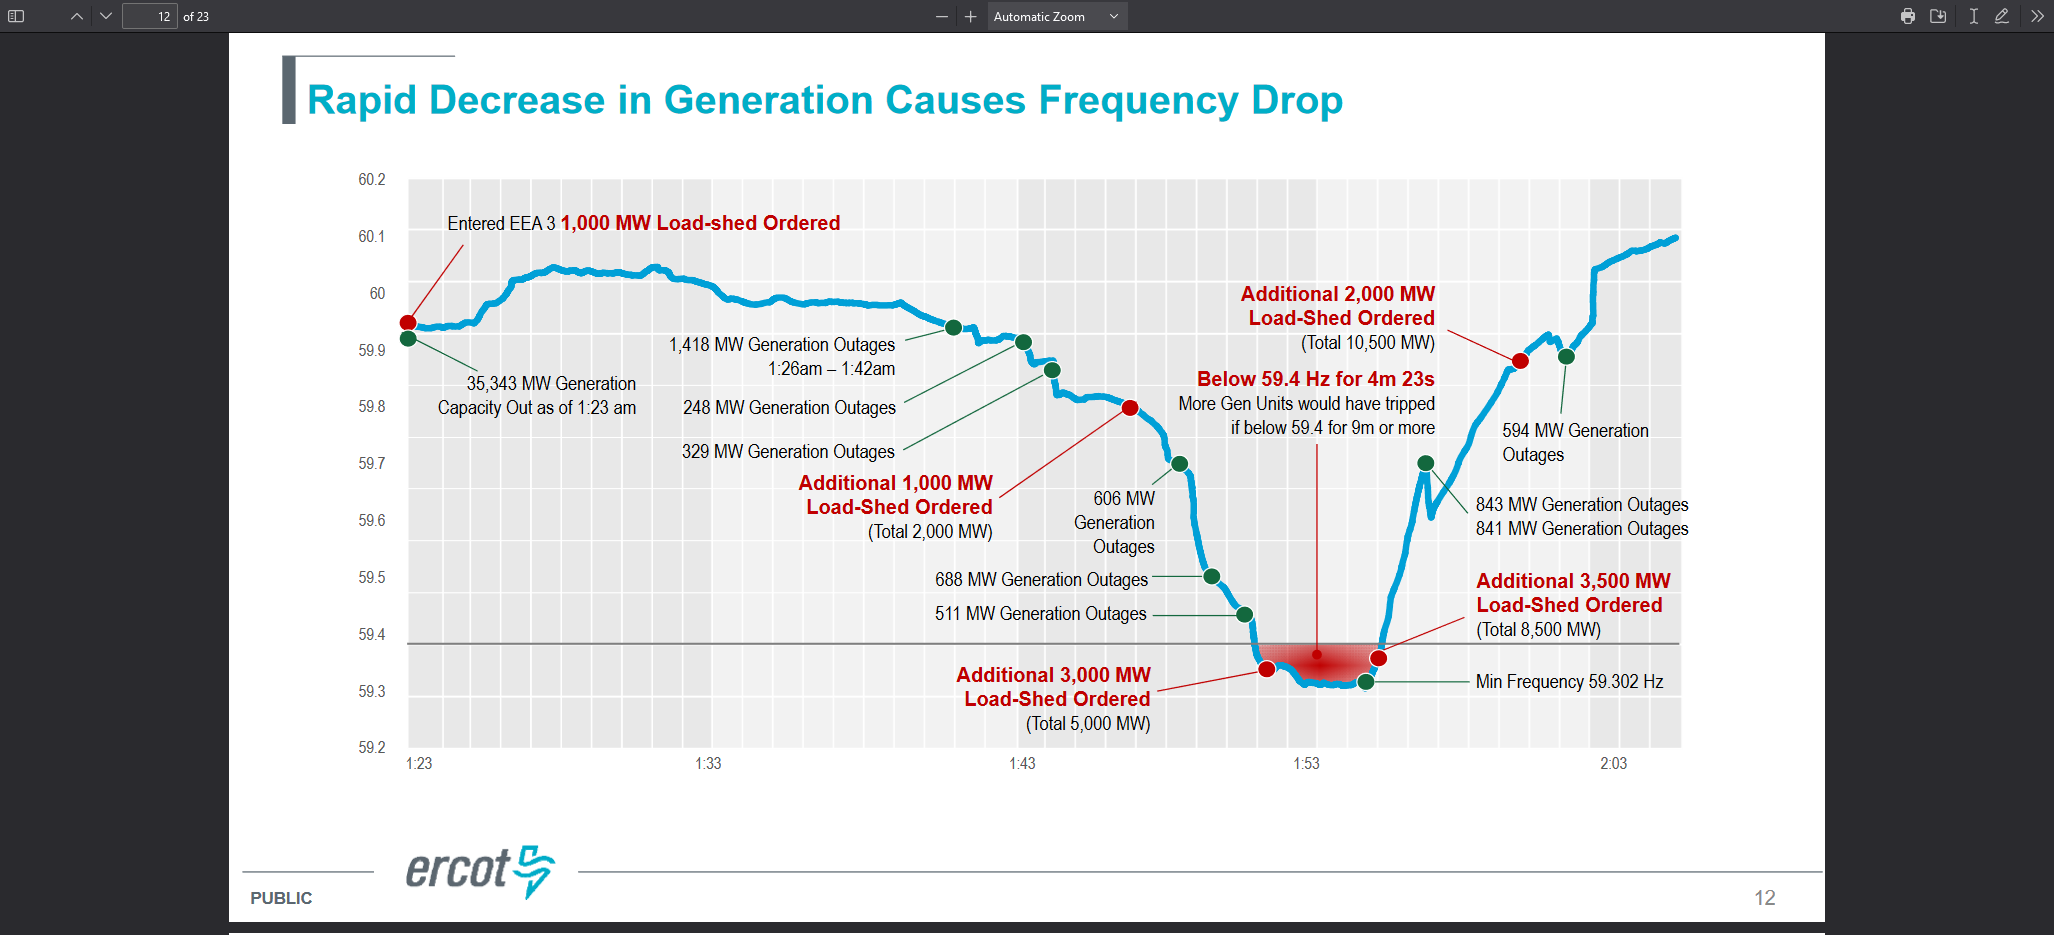 12 of 23
Automatic Zoom
Rapid Decrease in Generation Causes Frequency Drop
60.2
60.1
60
59.9
59.8
59.7
59.6
59.5
59.4
59.3
59.2
Entered EEA 3 1,000 MW Load-shed Ordered
35,343 MW Generation
Capacity Out as of 1:23 am
1,418 MW Generation Outages
1:26am – 1:42am
248 MW Generation Outages
329 MW Generation Outages
Additional 1,000 MW
Load-Shed Ordered
(Total 2,000 MW)
606 MW
Generation
Outages
688 MW Generation Outages
511 MW Generation Outages
Additional 3,000 MW
Load-Shed Ordered
(Total 5,000 MW)
Additional 2,000 MW
Load-Shed Ordered
(Total 10,500 MW)
Below 59.4 Hz for 4m 23s
More Gen Units would have tripped
if below 59.4 for 9m or more
594 MW Generation
Outages
843 MW Generation Outages
841 MW Generation Outages
Additional 3,500 MW
Load-Shed Ordered
(Total 8,500 MW)
Min Frequency 59.302 Hz
1:23
1:33
1:43
1:53
2:03
ercot
PUBLIC
12